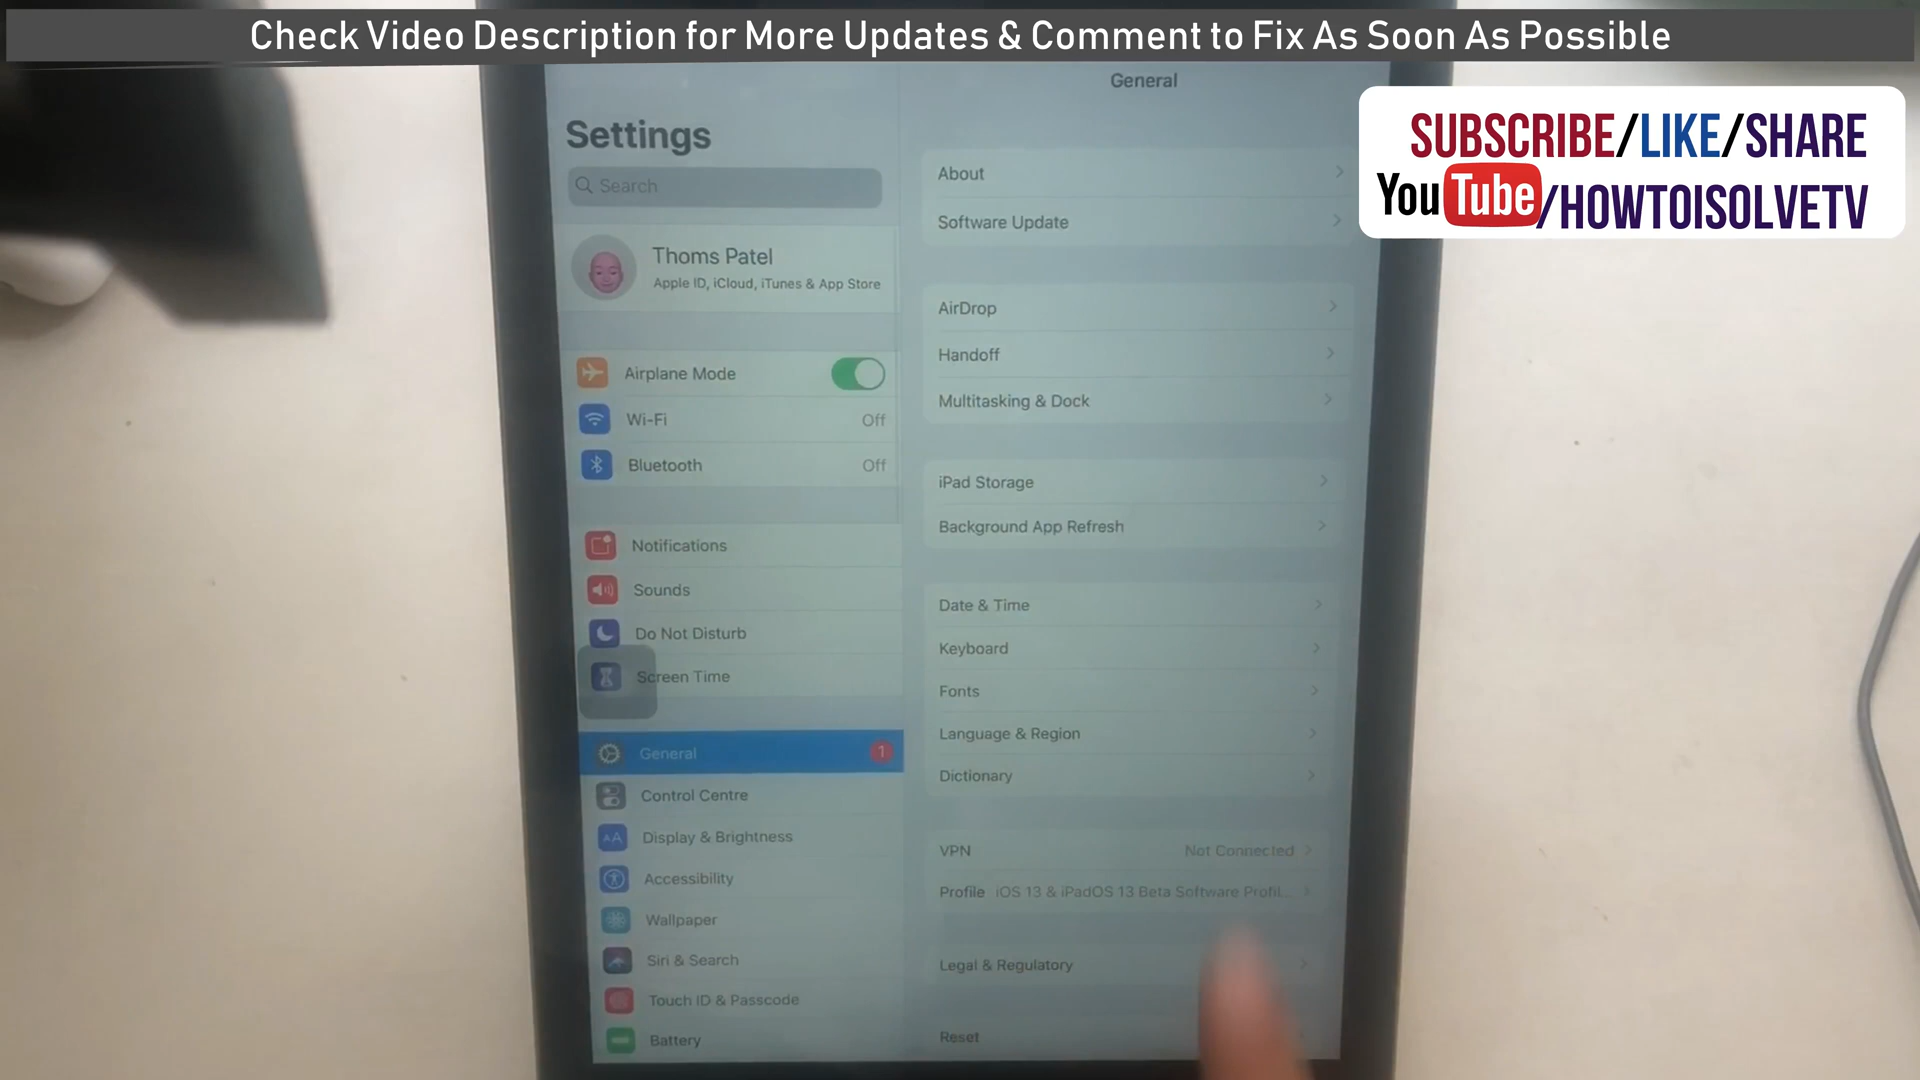 Check Video Description for More Updates & Comment to Fix As Soon As Possible
SUBSCRIBE/LIKE/SHARE
YouTube/HOWTOISOLVETV
General
Settings
Search
Thoms Patel
Apple ID, iCloud, iTunes & App Store
Airplane Mode
Wi-Fi Off
Bluetooth Off
Notifications
Sounds
Do Not Disturb
Screen Time
General 1
Control Centre
AA Display & Brightness
Accessibility
Wallpaper
Siri & Search
Touch ID & Passcode
Battery
About
Software Update
AirDrop
Handoff
Multitasking & Dock
iPad Storage
Background App Refresh
Date & Time
Keyboard
Fonts
Language & Region
Dictionary
VPN Not Connected
Profile iOS 13 & iPadOS 13 Beta Software Profil...
Legal & Regulatory
Reset